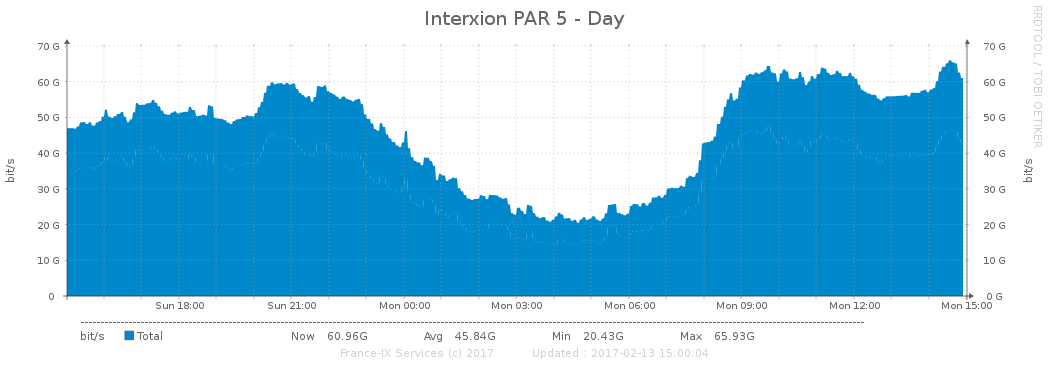 Interxion PAR 5 - Day
RRDTOOL / TOBI OETIKER
bit/s
70 G
60 G
50 G
40 G
30 G
20 G
10 G
0
70 G
60 G
50 G
40 G
30 G
20 G
10 G
0 G
bit/s
Sun 18:00 Sun 21:00 Mon 00:00 Mon 03:00 Mon 06:00 Mon 09:00 Mon 12:00 Mon 15:00
bit/s Total Now 60.96G Avg 45.84G Min 20.43G Max 65.93G
France-IX Services (c) 2017 Updated : 2017-02-13 15:00:04